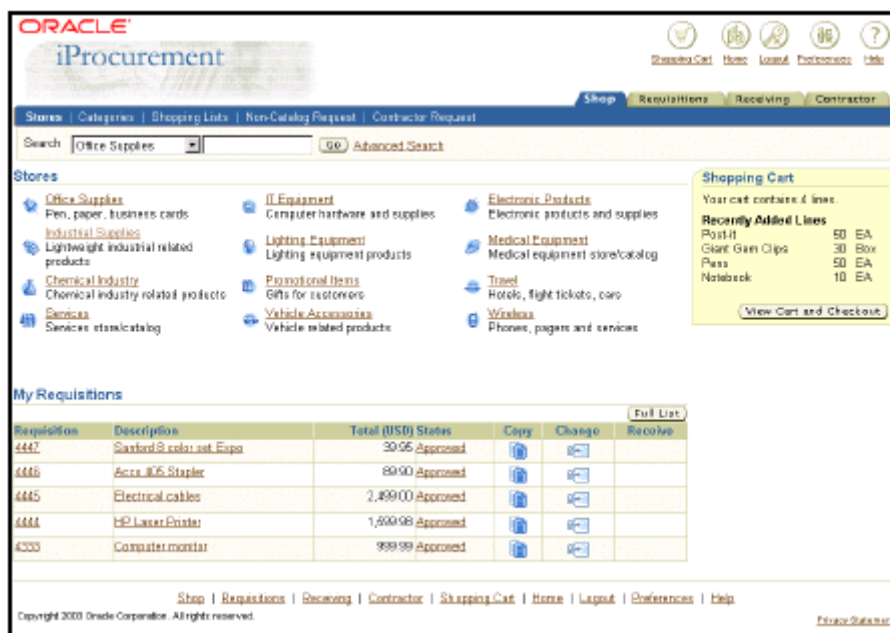 ORACLE
iProcurement
Shopping Cart Home Logout Preferences Help
Shop Requisitions Receiving Contractor
Stores | Categories | Shopping Lists | Non-Catalog Request | Contractor Request
Search Office Supplies Go Advanced Search
Stores
Office Supplies
Pen, paper, business cards
IT Equipment
Computer hardware and supplies
Electronic Products
Electronic products and supplies
Industrial Supplies
Lightweight industrial related
products
Lighting Equipment
Lighting equipment products
Medical Equipment
Medical equipment store/catalog
Chemical Industry
Chemical industry related products
Promotional Items
Gifts for customers
Travel
Hotels, flight tickets, cars
Services
Services store/catalog
Vehicle Accessories
Vehicle related products
Wireless
Phones, pagers and services
Shopping Cart
Your cart contains 4 lines.
Recently Added Lines
Post-it 50 EA
Giant Gem Clips 30 Box
Pens 50 EA
Notebook 10 EA
View Cart and Checkout
My Requisitions
Full List
Requisition Description Total (USD) Status Copy Change Receive
4447 Sanford 8 color set Expo 39.95 Approved
4446 Acco 405 Stapler 89.90 Approved
4445 Electrical cables 2,499.00 Approved
4444 HP Laser Printer 1,699.98 Approved
4333 Computer monitor 999.99 Approved
Shop | Requisitions | Receiving | Contractor | Shopping Cart | Home | Logout | Preferences | Help
Copyright 2003 Oracle Corporation. All rights reserved.
Privacy Statement